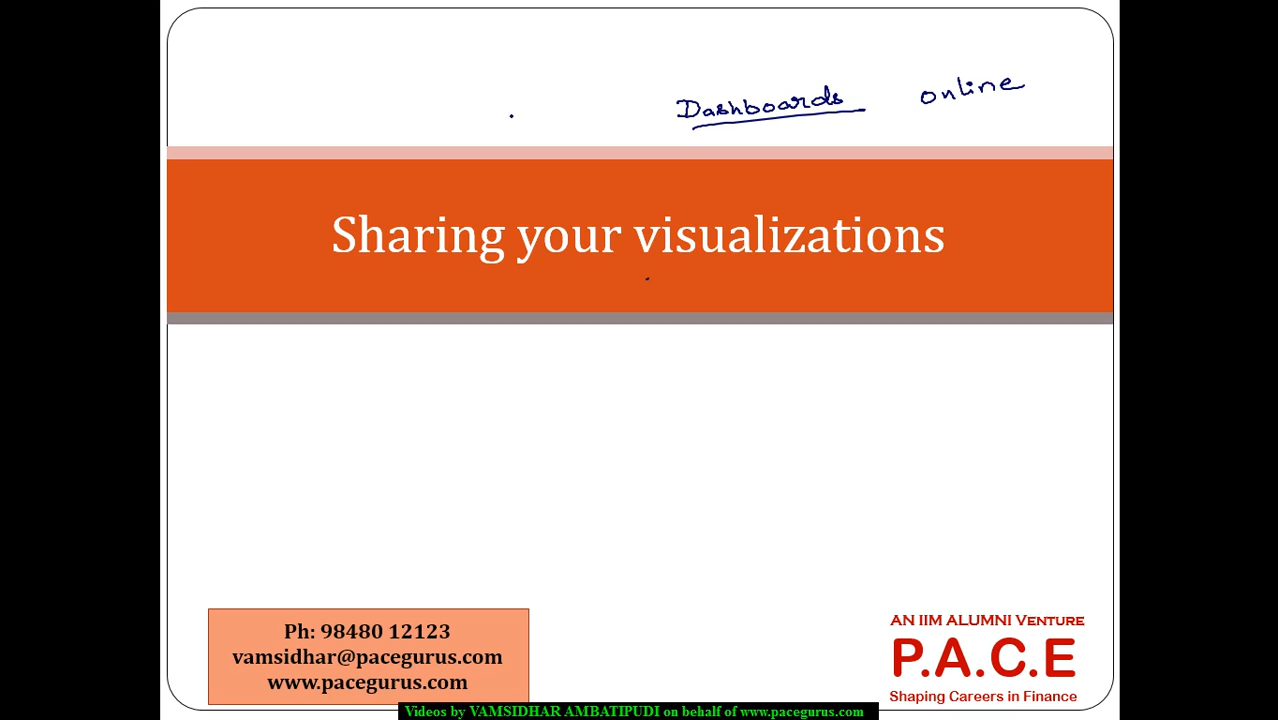 Dashboards online
Sharing your visualizations
Ph: 98480 12123
vamsidhar@pacegurus.com
www.pacegurus.com
AN IIM ALUMNI VENTURE
P.A.C.E
Shaping Careers in Finance
Videos by VAMSIDHAR AMBATIPUDI on behalf of www.pacegurus.com